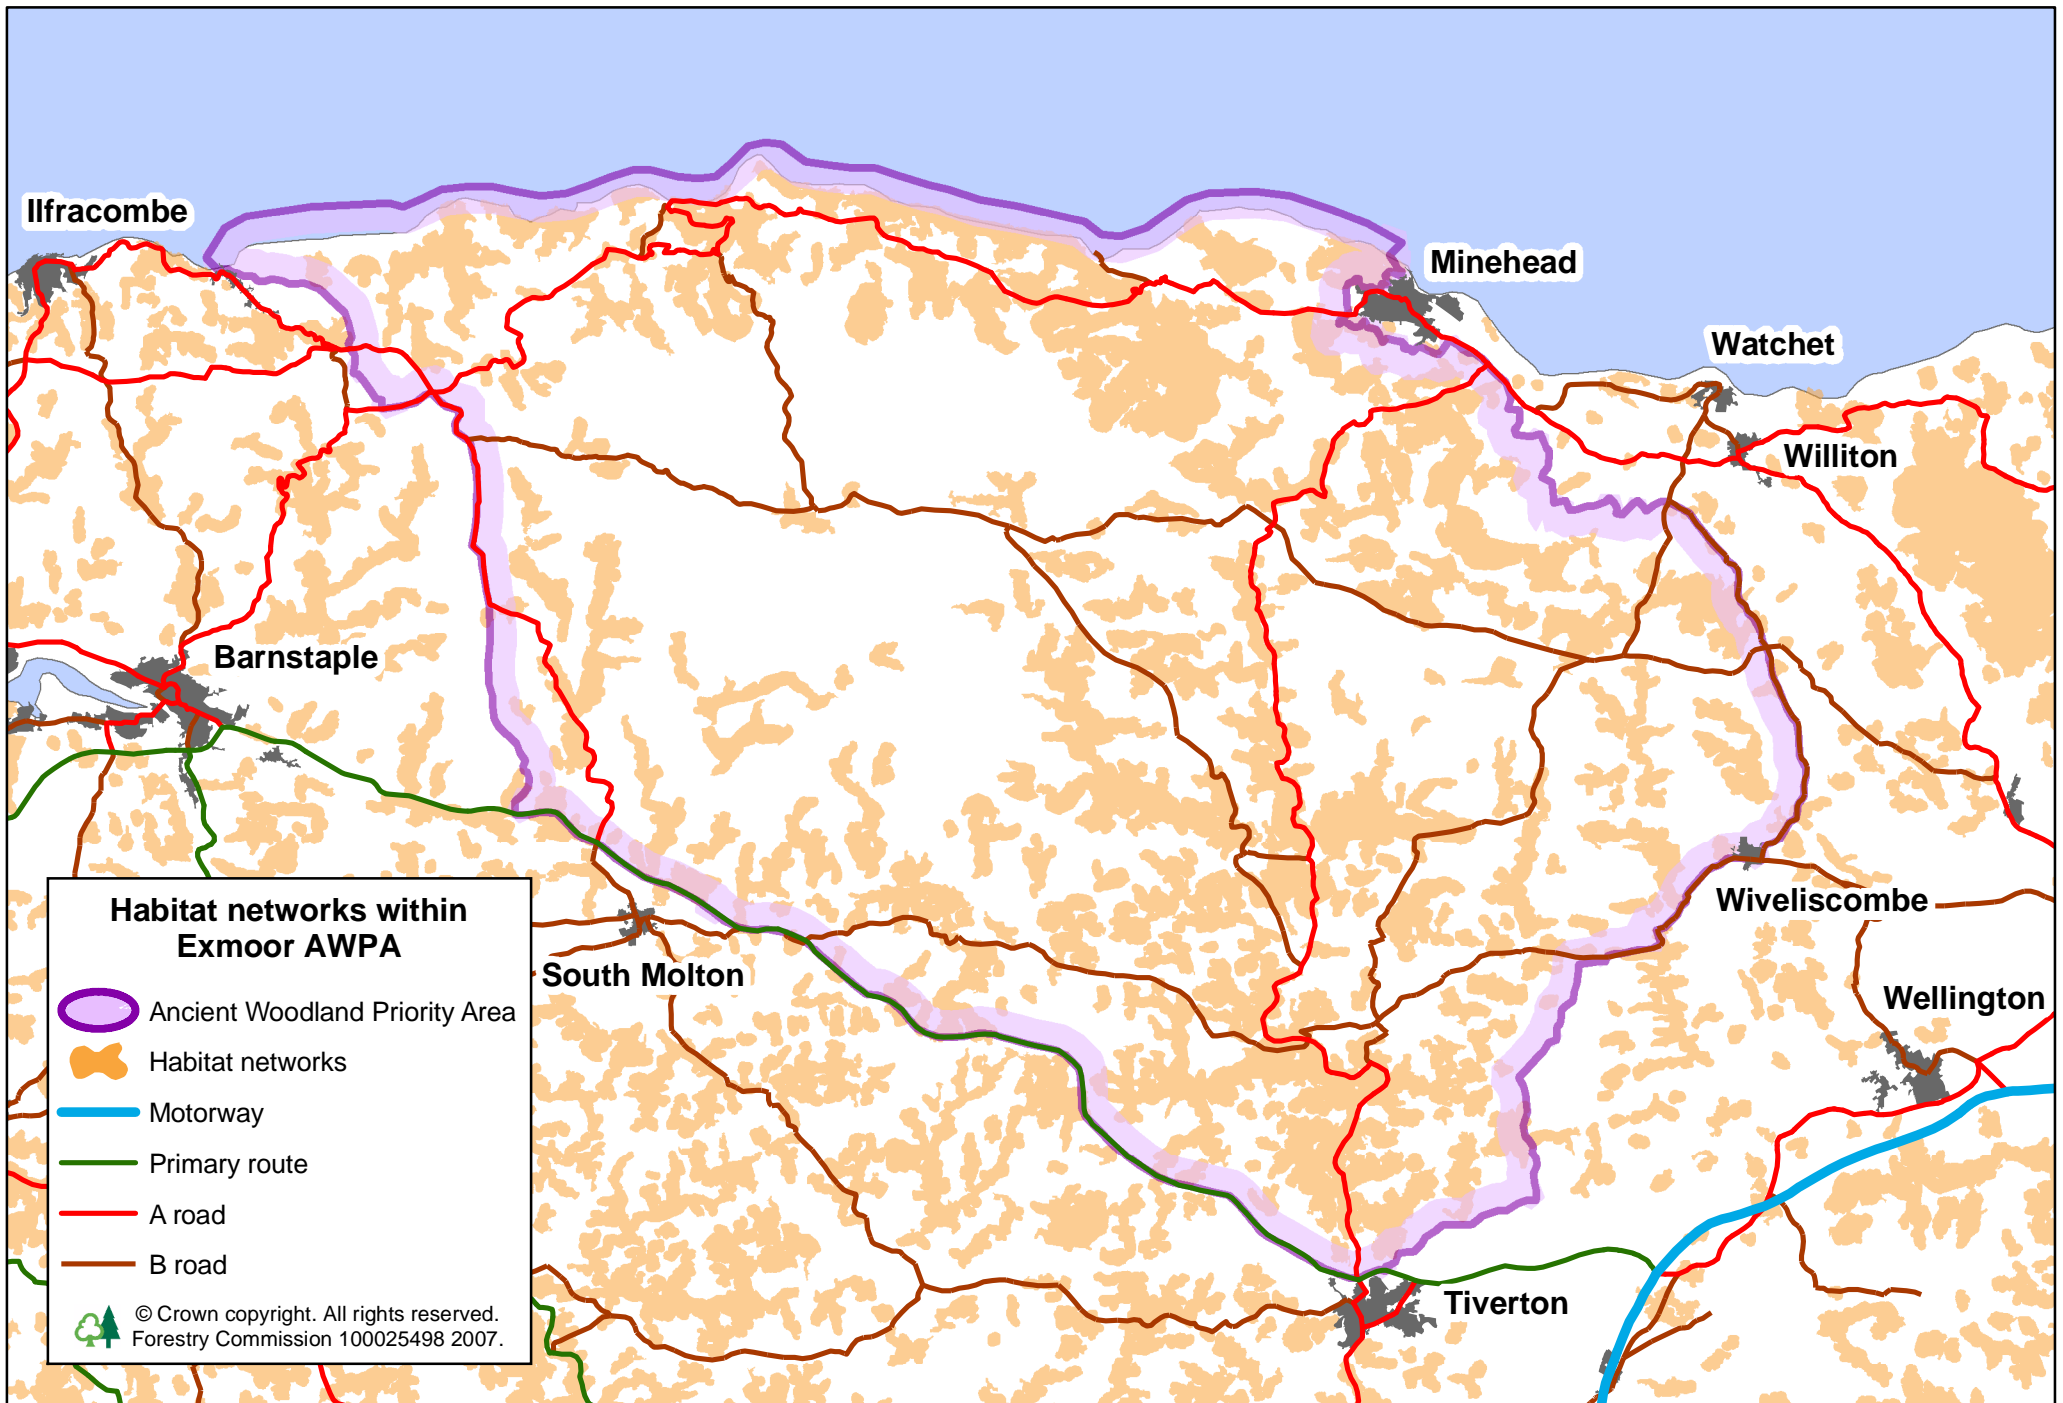 Ilfracombe
Minehead
Watchet
Williton
Barnstaple
Wiveliscombe
South Molton
Wellington
Tiverton
Habitat networks within
Exmoor AWPA
Ancient Woodland Priority Area
Habitat networks
Motorway
Primary route
A road
B road
© Crown copyright. All rights reserved.
Forestry Commission 100025498 2007.